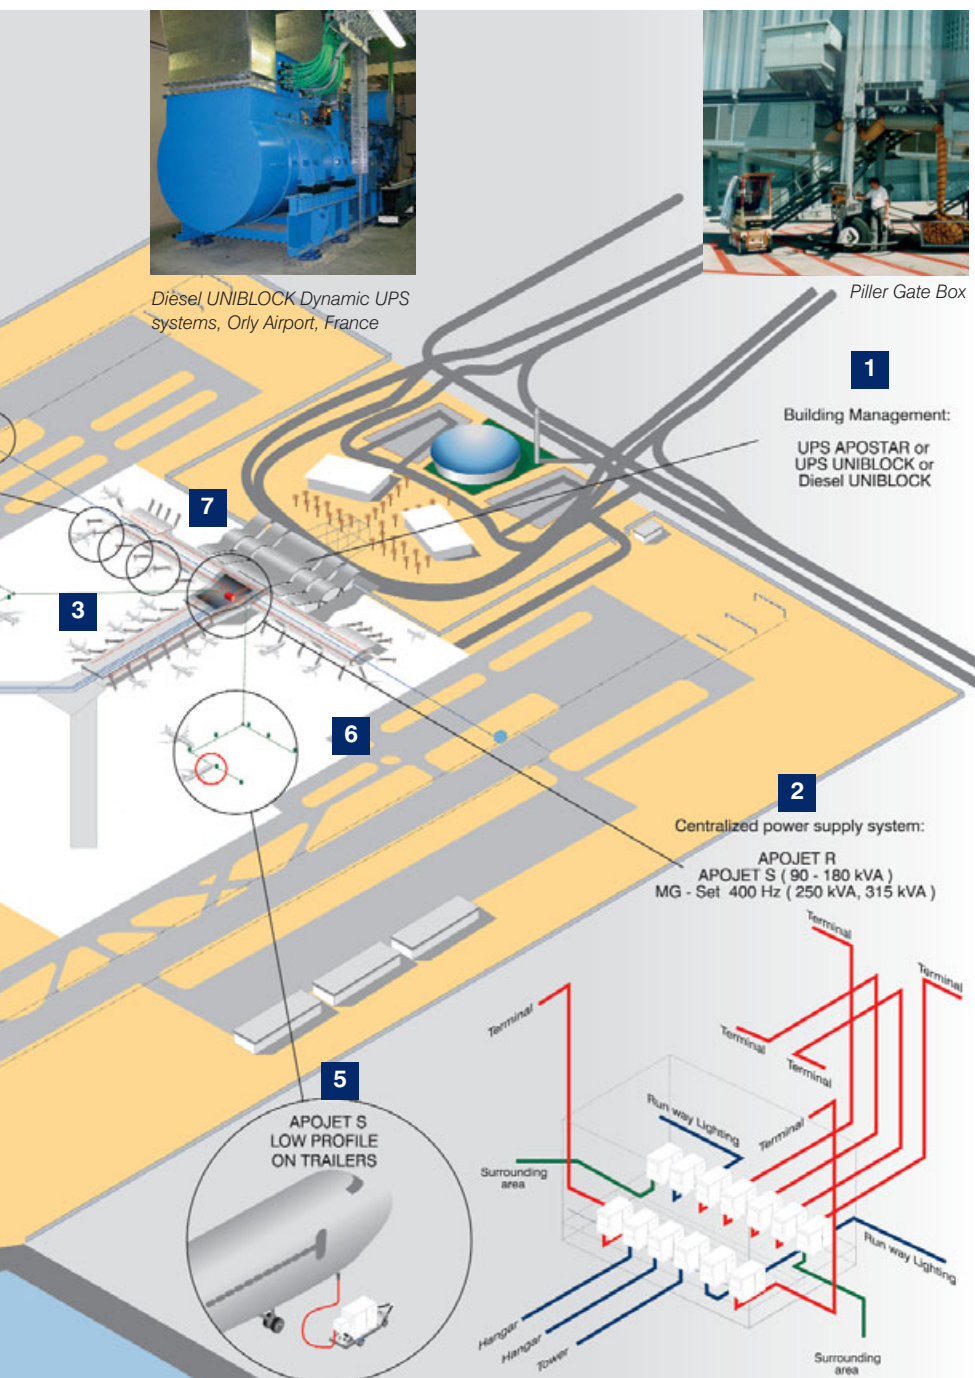 Diesel UNIBLOCK Dynamic UPS
systems, Orly Airport, France
Piller Gate Box
1
Building Management:
UPS APOSTAR or
UPS UNIBLOCK or
Diesel UNIBLOCK
7
3
6
2
Centralized power supply system:
APOJET R
APOJET S ( 90 - 180 kVA )
MG - Set 400 Hz ( 250 kVA, 315 kVA )
Terminal
Terminal
Terminal
Terminal
Terminal
5
APOJET S
LOW PROFILE
ON TRAILERS
Run way Lighting
Terminal
Surrounding
area
Run way Lighting
Hangar
Hangar
Tower
Surrounding
area